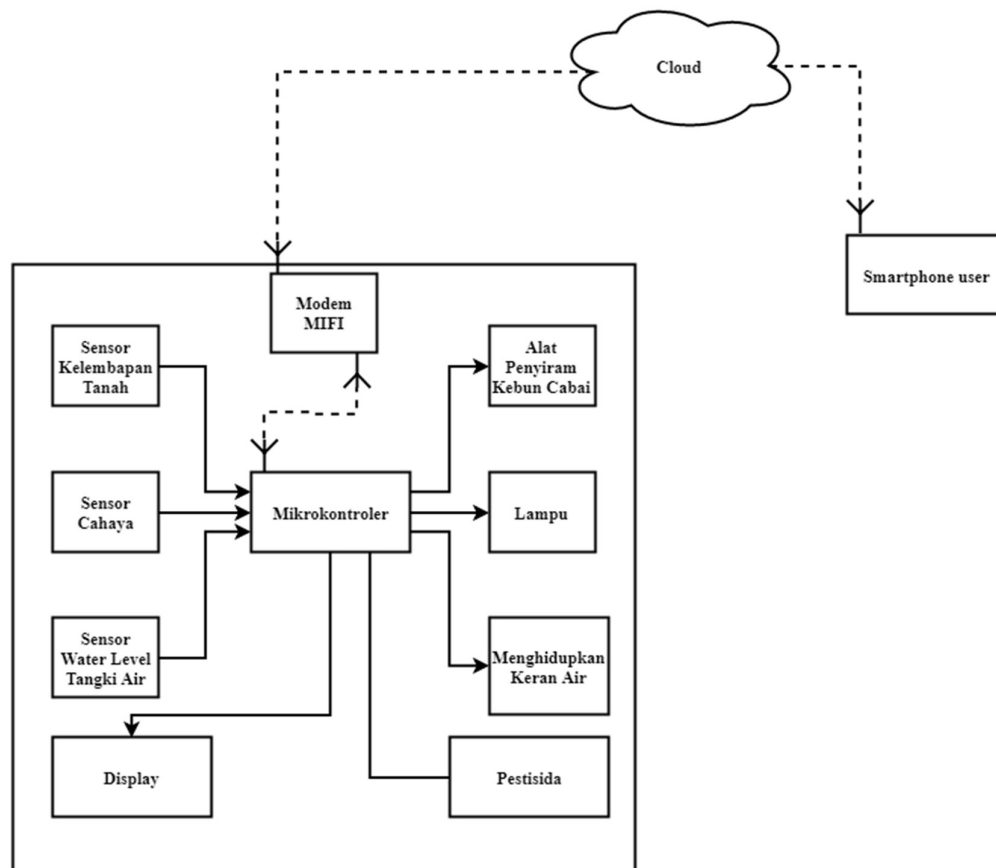 Cloud
Smartphone user
Modem
MIFI
Sensor
Kelembapan
Tanah
Alat
Penyiram
Kebun Cabai
Sensor
Cahaya
Mikrokontroler
Lampu
Sensor
Water Level
Tangki Air
Menghidupkan
Keran Air
Display
Pestisida